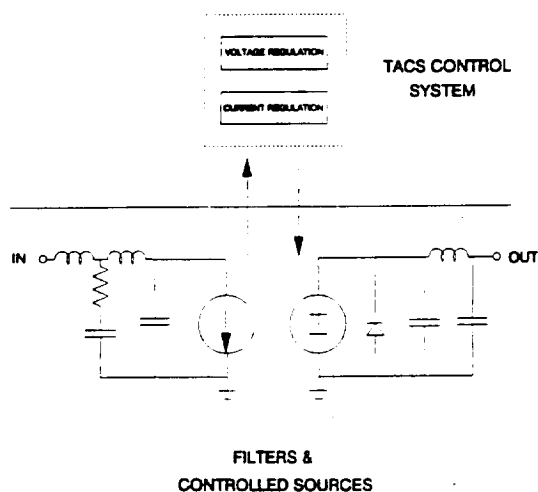 VOLTAGE REGULATION
CURRENT REGULATION
TACS CONTROL
SYSTEM
IN
OUT
FILTERS &
CONTROLLED SOURCES